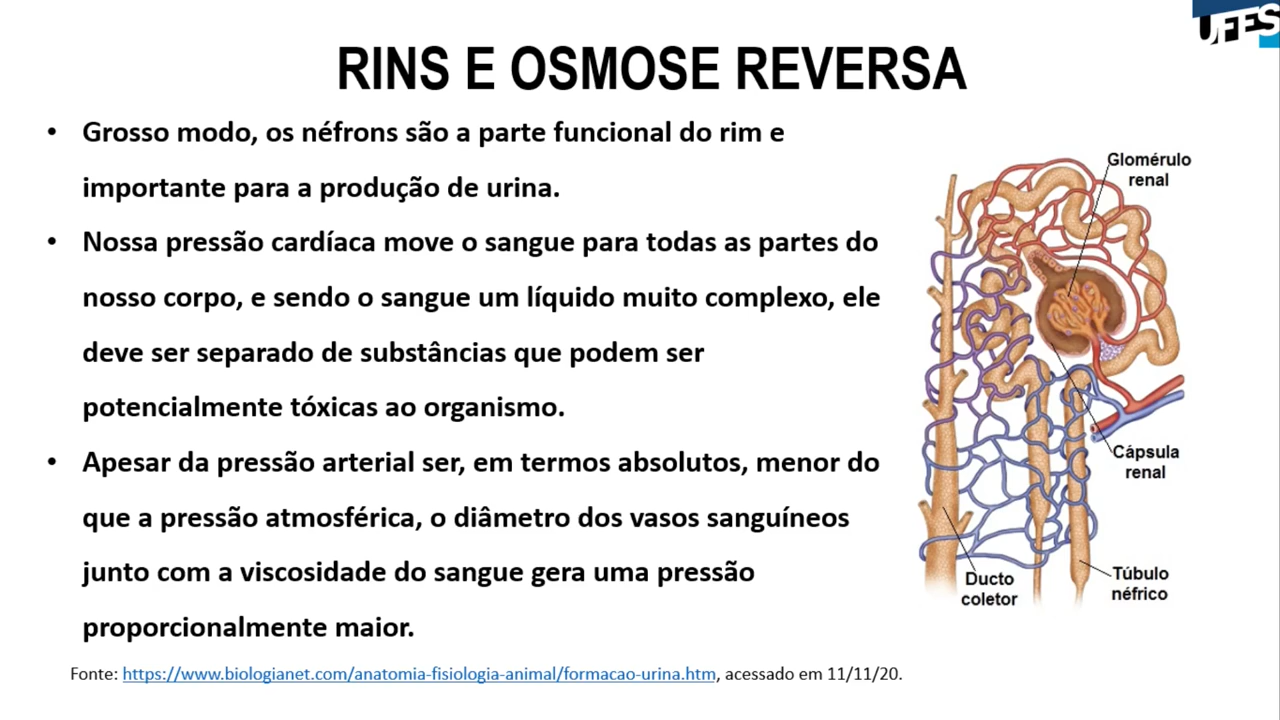 UFES
RINS E OSMOSE REVERSA
• Grosso modo, os néfrons são a parte funcional do rim e
importante para a produção de urina.
• Nossa pressão cardíaca move o sangue para todas as partes do
nosso corpo, e sendo o sangue um líquido muito complexo, ele
deve ser separado de substâncias que podem ser
potencialmente tóxicas ao organismo.
• Apesar da pressão arterial ser, em termos absolutos, menor do
que a pressão atmosférica, o diâmetro dos vasos sanguíneos
junto com a viscosidade do sangue gera uma pressão
proporcionalmente maior.
Glomérulo
renal
Cápsula
renal
Ducto
coletor
Túbulo
néfrico
Fonte: https://www.biologianet.com/anatomia-fisiologia-animal/formacao-urina.htm, acessado em 11/11/20.